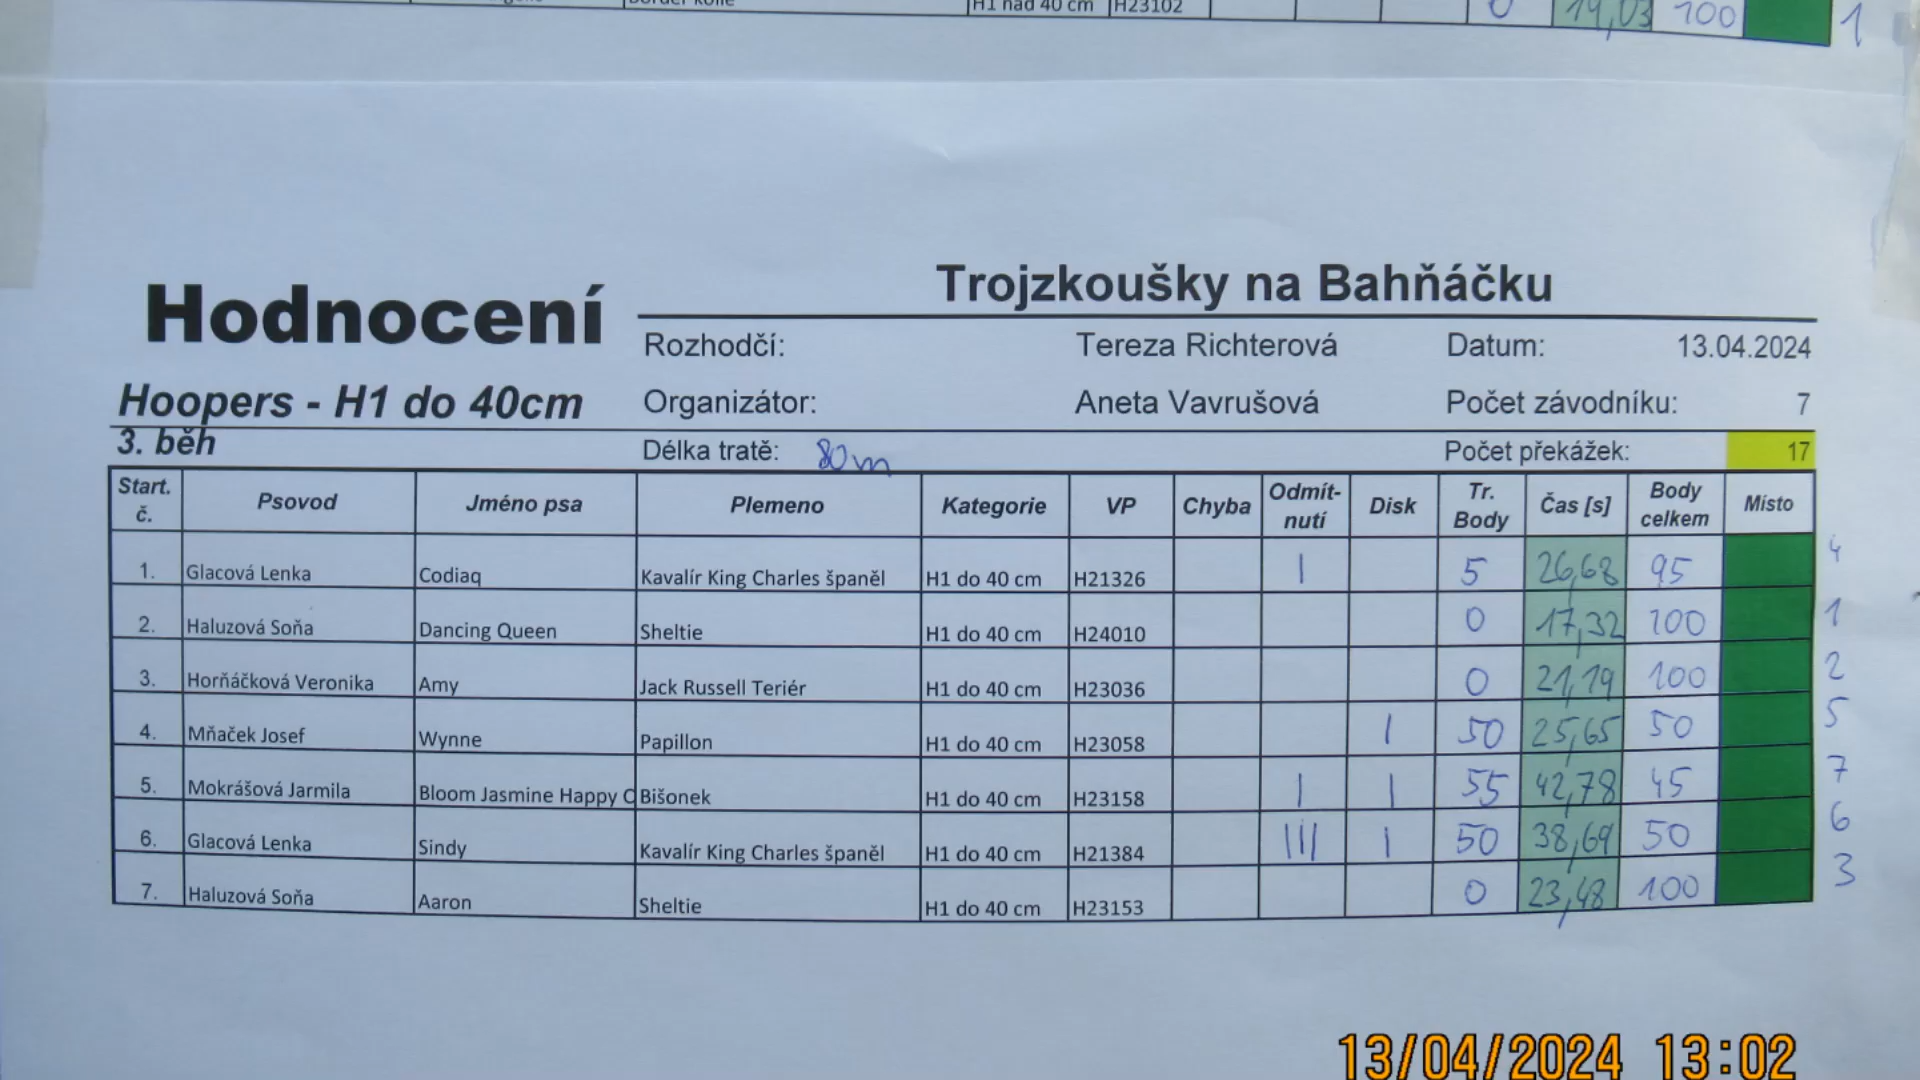 H1 nad 40 cm H23102 0 100 1
Trojzkoušky na Bahňáčku
Hodnocení
Rozhodčí: Tereza Richterová Datum: 13.04.2024
Hoopers - H1 do 40cm Organizátor: Aneta Vavrušová Počet závodníku: 7
3. běh Délka tratě: 80m Počet překážek: 17
Start. č. Psovod Jméno psa Plemeno Kategorie VP Chyba Odmít-nutí Disk Tr. Body Čas [s] Body celkem Místo
1. Glacová Lenka Codiaq Kavalír King Charles španěl H1 do 40 cm H21326 I 5 26,68 95 4
2. Haluzová Soňa Dancing Queen Sheltie H1 do 40 cm H24010 0 17,32 100 1
3. Horňáčková Veronika Amy Jack Russell Teriér H1 do 40 cm H23036 0 21,19 100 2
4. Mňaček Josef Wynne Papillon H1 do 40 cm H23058 I 50 25,65 50 5
5. Mokrášová Jarmila Bloom Jasmine Happy C Bišonek H1 do 40 cm H23158 I I 55 42,78 45 7
6. Glacová Lenka Sindy Kavalír King Charles španěl H1 do 40 cm H21384 III I 50 38,69 50 6
7. Haluzová Soňa Aaron Sheltie H1 do 40 cm H23153 0 23,48 100 3
13/04/2024 13:02